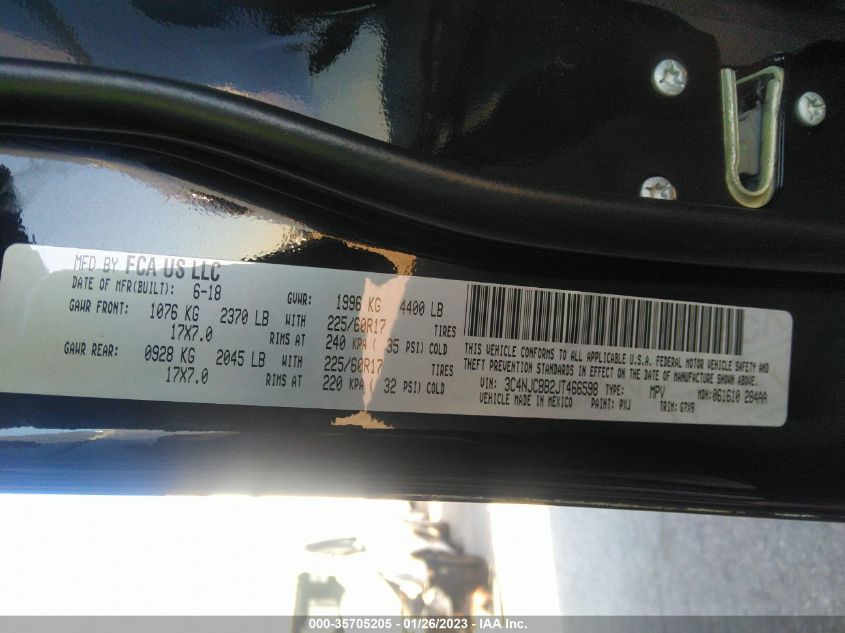 MFD BY FCA US LLC
DATE OF MFR(BUILT): 6-18 GVWR: 1996 KG 4400 LB
GAWR FRONT: 1076 KG 2370 LB WITH 225/60R17 TIRES
17X7.0 RIMS AT 240 KPA ( 35 PSI) COLD
GAWR REAR: 0928 KG 2045 LB WITH 225/60R17 TIRES
17X7.0 RIMS AT 220 KPA ( 32 PSI) COLD
THIS VEHICLE CONFORMS TO ALL APPLICABLE U.S.A. FEDERAL MOTOR VEHICLE SAFETY AND
THEFT PREVENTION STANDARDS IN EFFECT ON THE DATE OF MANUFACTURE SHOWN ABOVE.
VIN: 3C4NJCBB2JT466598 TYPE: MPV MDH: 061610 284AA
VEHICLE MADE IN MEXICO PAINT: PXJ TRIM: G7X9
000-35705205 - 01/26/2023 - © IAA Inc.